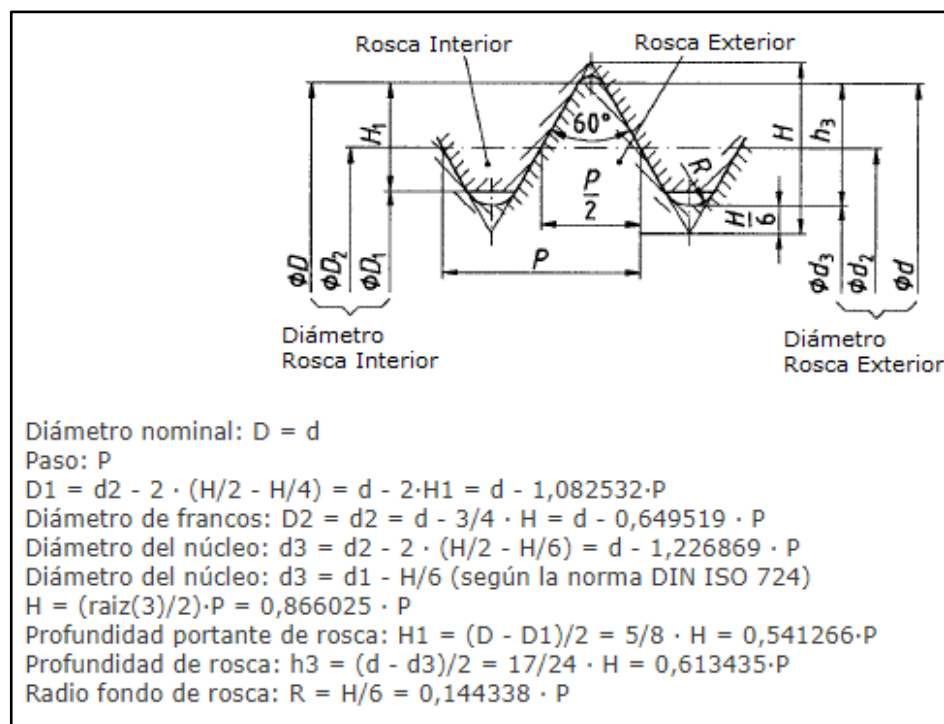 Rosca Interior
Rosca Exterior
60°
H₁
H
h₃
R
P/2
H/6
P
ϕD
ϕD₂
ϕD₁
ϕd₃
ϕd₂
ϕd
Diámetro
Rosca Interior
Diámetro
Rosca Exterior
Diámetro nominal: D = d
Paso: P
D1 = d2 - 2 · (H/2 - H/4) = d - 2·H1 = d - 1,082532·P
Diámetro de francos: D2 = d2 = d - 3/4 · H = d - 0,649519 · P
Diámetro del núcleo: d3 = d2 - 2 · (H/2 - H/6) = d - 1,226869 · P
Diámetro del núcleo: d3 = d1 - H/6 (según la norma DIN ISO 724)
H = (raiz(3)/2)·P = 0,866025 · P
Profundidad portante de rosca: H1 = (D - D1)/2 = 5/8 · H = 0,541266·P
Profundidad de rosca: h3 = (d - d3)/2 = 17/24 · H = 0,613435·P
Radio fondo de rosca: R = H/6 = 0,144338 · P